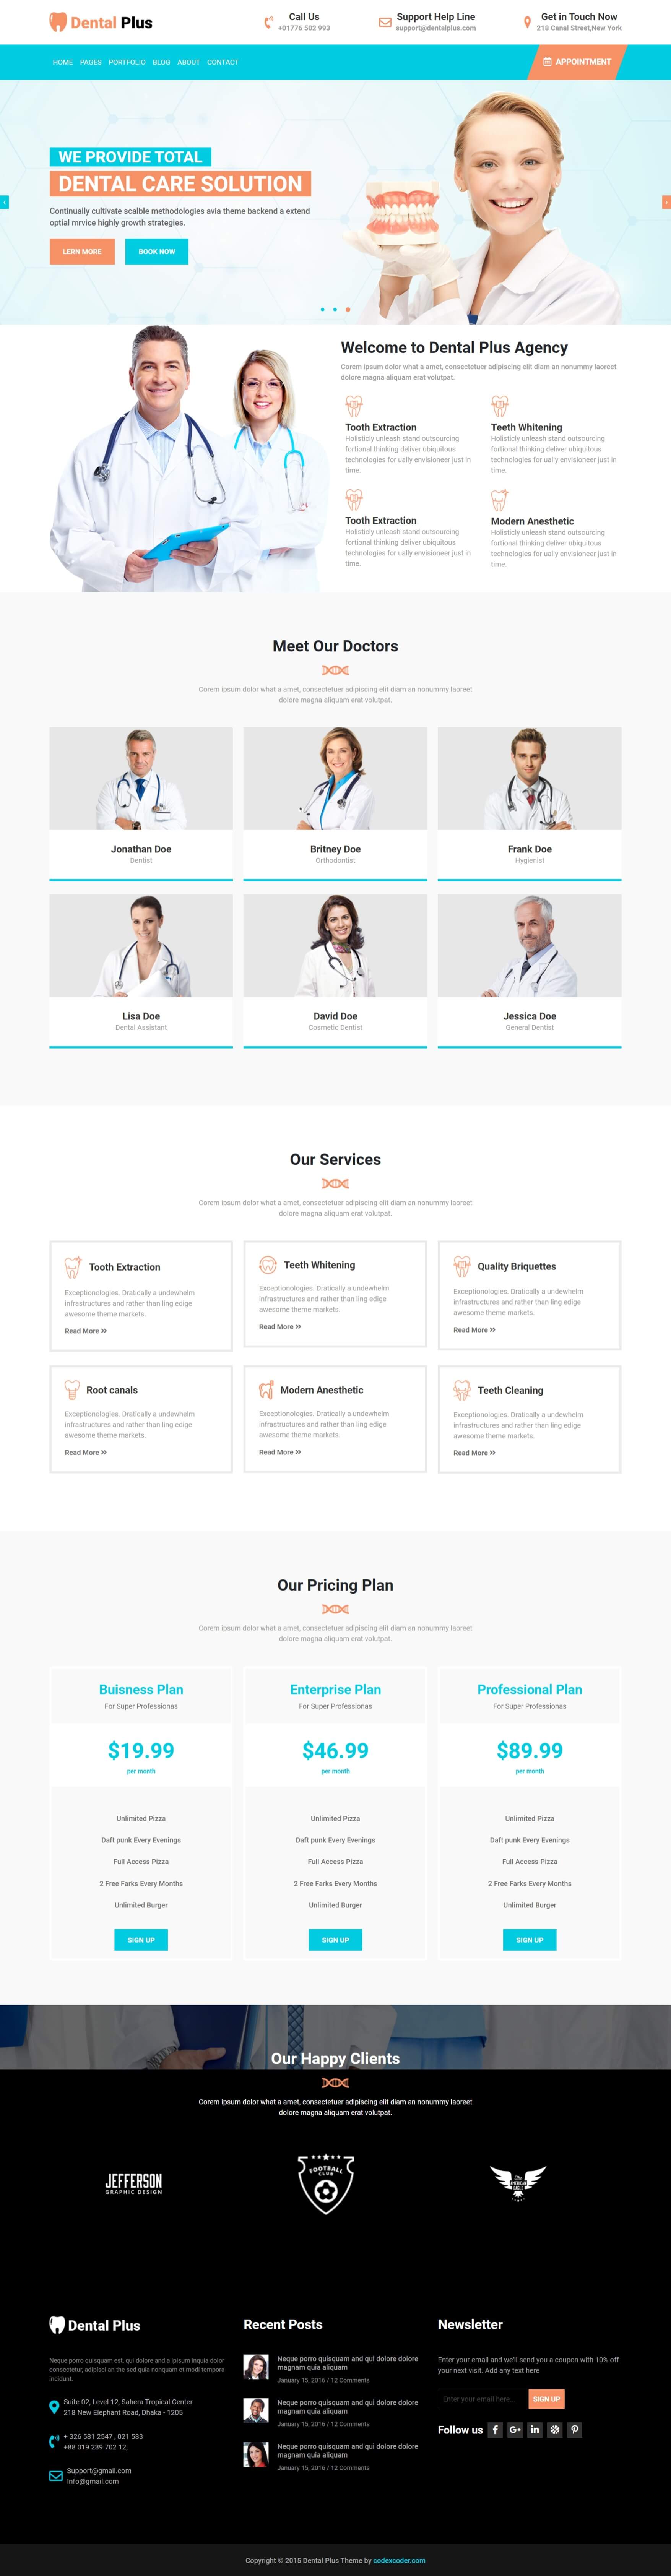 Dental Plus
Call Us
+01776 502 993
Support Help Line
support@dentalplus.com
Get in Touch Now
218 Canal Street,New York
HOME PAGES PORTFOLIO BLOG ABOUT CONTACT
APPOINTMENT
WE PROVIDE TOTAL
DENTAL CARE SOLUTION
Continually cultivate scalble methodologies avia theme backend a extend
optial mrvice highly growth strategies.
LERN MORE
BOOK NOW
Welcome to Dental Plus Agency
Corem ipsum dolor what a amet, consectetuer adipiscing elit diam an nonummy laoreet
dolore magna aliquam erat volutpat.
Tooth Extraction
Holisticly unleash stand outsourcing
fortional thinking deliver ubiquitous
technologies for ually envisioneer just in
time.
Teeth Whitening
Holisticly unleash stand outsourcing
fortional thinking deliver ubiquitous
technologies for ually envisioneer just in
time.
Tooth Extraction
Holisticly unleash stand outsourcing
fortional thinking deliver ubiquitous
technologies for ually envisioneer just in
time.
Modern Anesthetic
Holisticly unleash stand outsourcing
fortional thinking deliver ubiquitous
technologies for ually envisioneer just in
time.
Meet Our Doctors
Corem ipsum dolor what a amet, consectetuer adipiscing elit diam an nonummy laoreet
dolore magna aliquam erat volutpat.
Jonathan Doe
Dentist
Britney Doe
Orthodontist
Frank Doe
Hygienist
Lisa Doe
Dental Assistant
David Doe
Cosmetic Dentist
Jessica Doe
General Dentist
Our Services
Corem ipsum dolor what a amet, consectetuer adipiscing elit diam an nonummy laoreet
dolore magna aliquam erat volutpat.
Tooth Extraction
Exceptionologies. Dratically a undewhelm
infrastructures and rather than ling edige
awesome theme markets.
Read More »
Teeth Whitening
Exceptionologies. Dratically a undewhelm
infrastructures and rather than ling edige
awesome theme markets.
Read More »
Quality Briquettes
Exceptionologies. Dratically a undewhelm
infrastructures and rather than ling edige
awesome theme markets.
Read More »
Root canals
Exceptionologies. Dratically a undewhelm
infrastructures and rather than ling edige
awesome theme markets.
Read More »
Modern Anesthetic
Exceptionologies. Dratically a undewhelm
infrastructures and rather than ling edige
awesome theme markets.
Read More »
Teeth Cleaning
Exceptionologies. Dratically a undewhelm
infrastructures and rather than ling edige
awesome theme markets.
Read More »
Our Pricing Plan
Corem ipsum dolor what a amet, consectetuer adipiscing elit diam an nonummy laoreet
dolore magna aliquam erat volutpat.
Buisness Plan
For Super Professionas
$19.99
per month
Unlimited Pizza
Daft punk Every Evenings
Full Access Pizza
2 Free Farks Every Months
Unlimited Burger
SIGN UP
Enterprise Plan
For Super Professionas
$46.99
per month
Unlimited Pizza
Daft punk Every Evenings
Full Access Pizza
2 Free Farks Every Months
Unlimited Burger
SIGN UP
Professional Plan
For Super Professionas
$89.99
per month
Unlimited Pizza
Daft punk Every Evenings
Full Access Pizza
2 Free Farks Every Months
Unlimited Burger
SIGN UP
Our Happy Clients
Corem ipsum dolor what a amet, consectetuer adipiscing elit diam an nonummy laoreet
dolore magna aliquam erat volutpat.
JEFFERSON
GRAPHIC DESIGN
FOOTBALL
CLUB
The
AMERICAN
EAGLE
Dental Plus
Neque porro quisquam est, qui dolore and a ipisum inquia dolor
consectetur, adipisci an the sed quia nonquam et modi tempora
incidunt.
Suite 02, Level 12, Sahera Tropical Center
218 New Elephant Road, Dhaka - 1205
+ 326 581 2547 , 021 583
+88 019 239 702 12,
Support@gmail.com
Info@gmail.com
Recent Posts
Neque porro quisquam and qui dolore dolore
magnam quia aliquam
January 15, 2016 / 12 Comments
Neque porro quisquam and qui dolore dolore
magnam quia aliquam
January 15, 2016 / 12 Comments
Neque porro quisquam and qui dolore dolore
magnam quia aliquam
January 15, 2016 / 12 Comments
Newsletter
Enter your email and we'll send you a coupon with 10% off
your next visit. Add any text here
Enter your email here...
SIGN UP
Follow us
Copyright © 2015 Dental Plus Theme by codexcoder.com